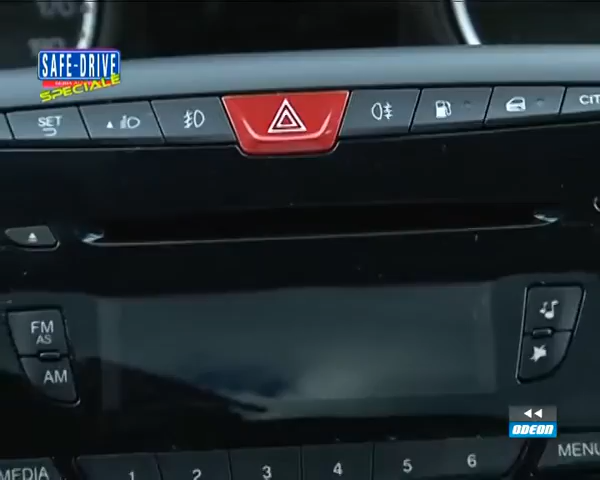 SAFE-DRIVE
SPECIALE
SET
CIT
FM
AS
AM
ODEON
MEDIA
1 2 3 4 5 6
MENU